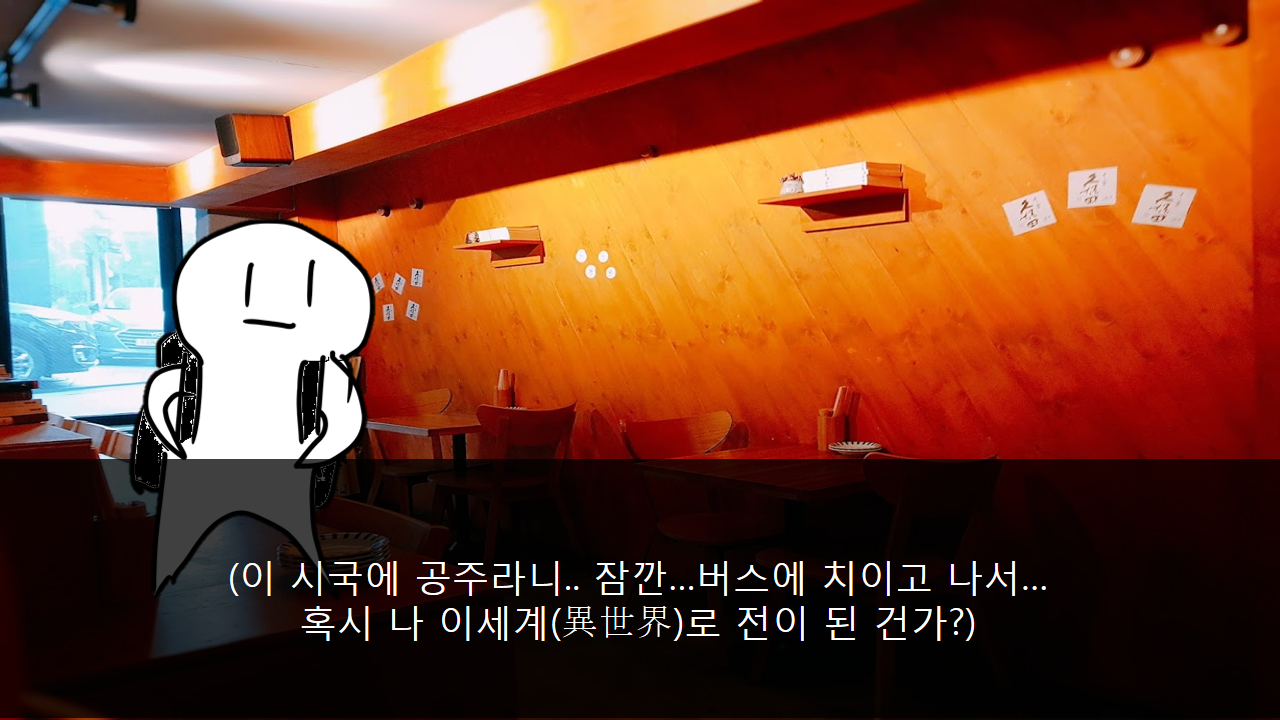 (이 시국에 공주라니.. 잠깐...버스에 치이고 나서...
혹시 나 이세계(異世界)로 전이 된 건가?)